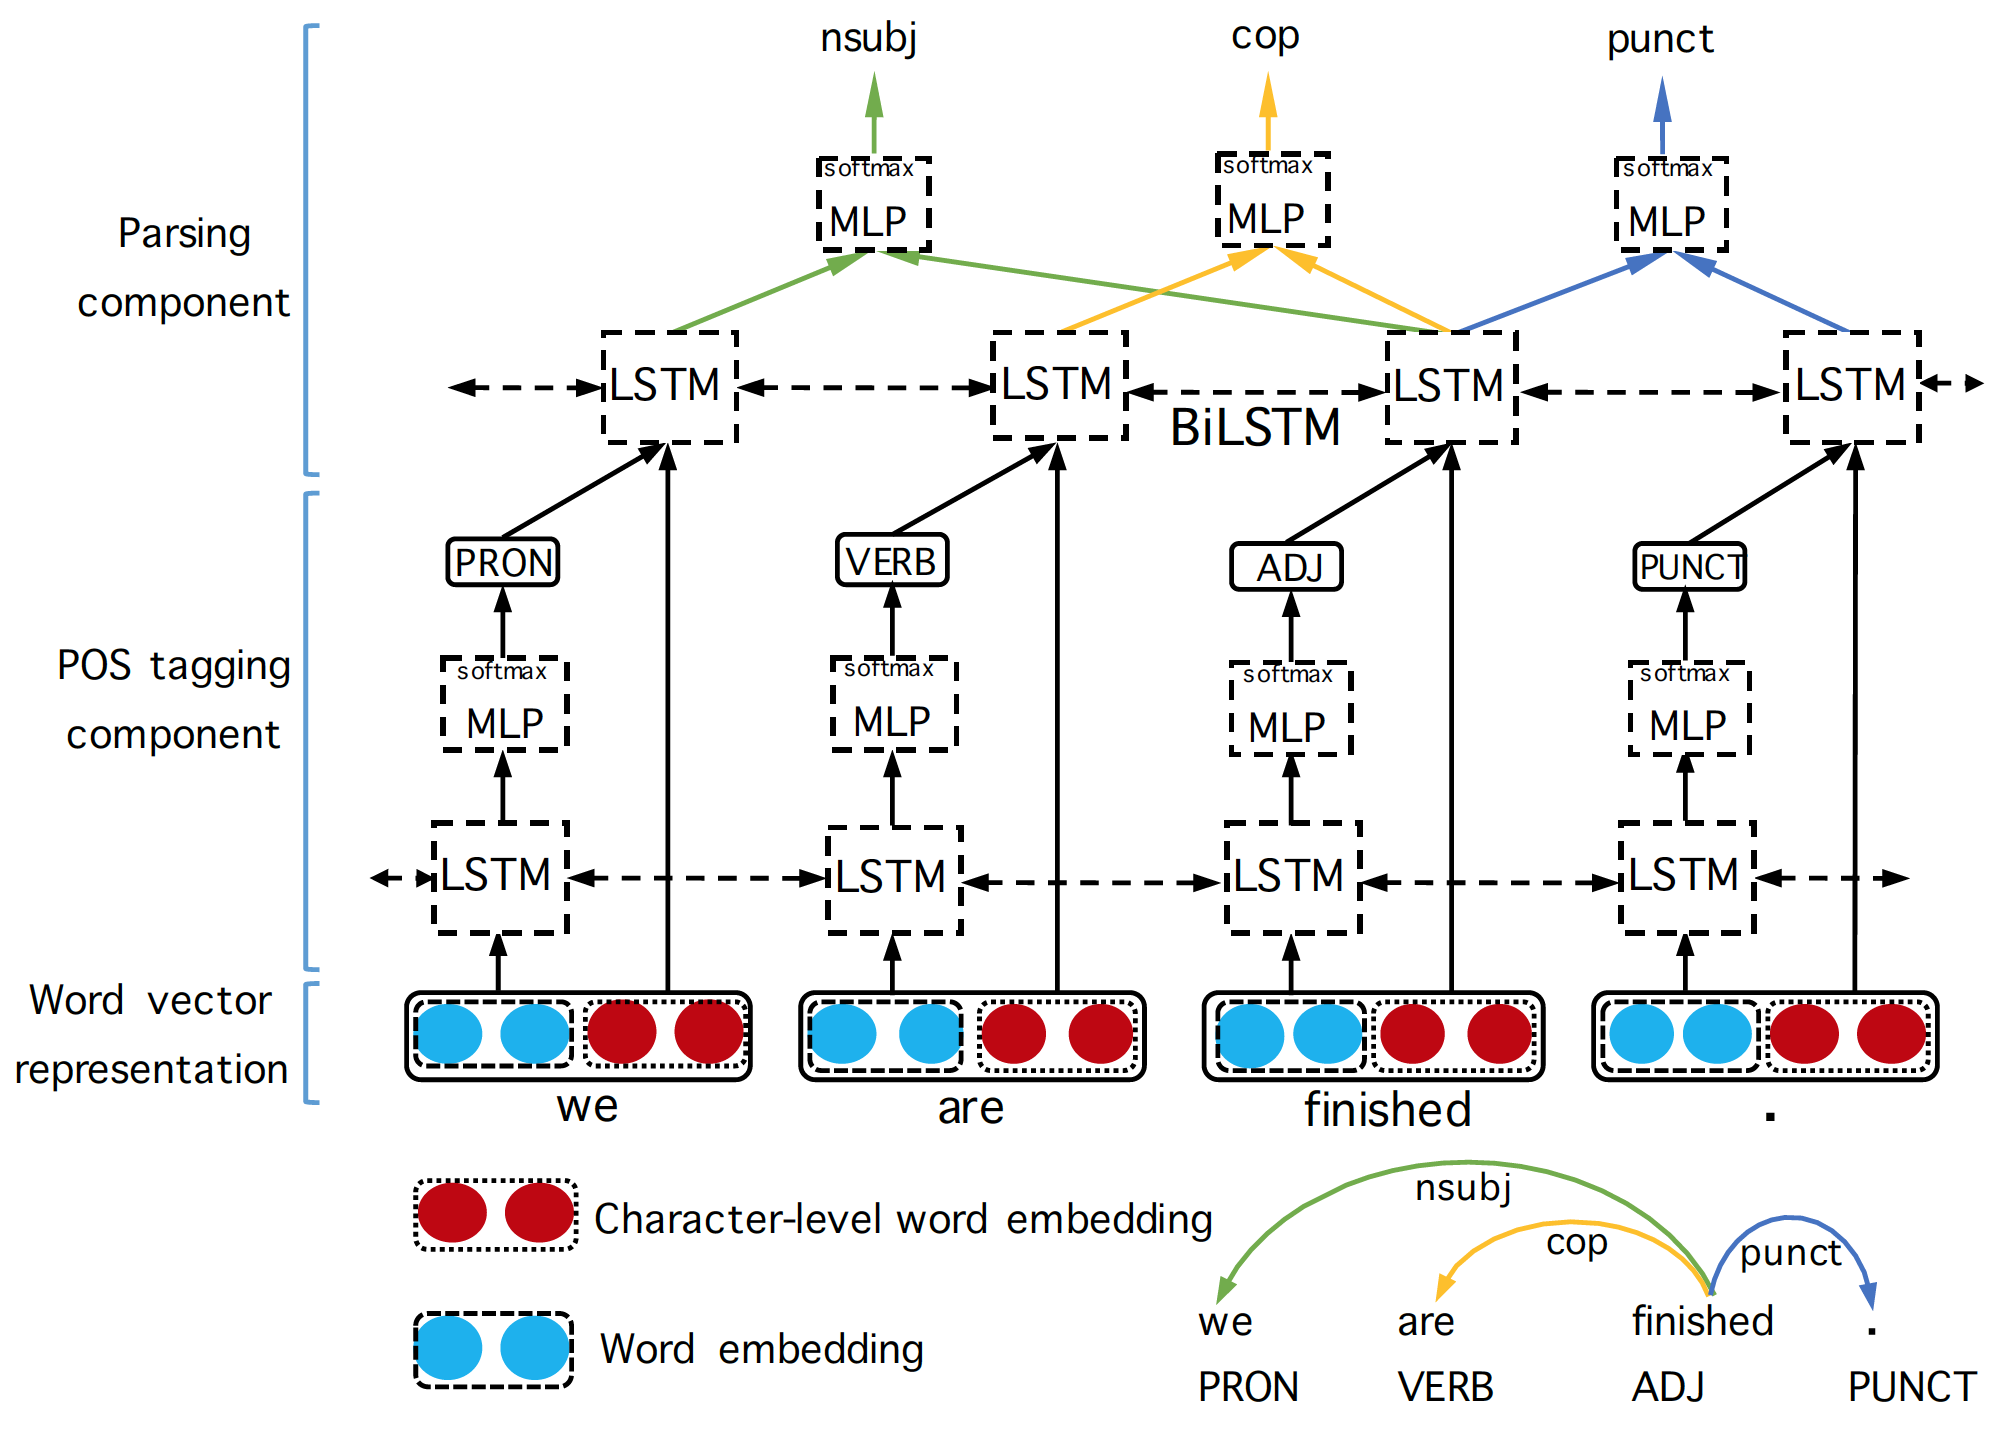 nsubj cop punct
softmax softmax softmax
MLP MLP MLP
Parsing
component
LSTM LSTM LSTM LSTM
BiLSTM
PRON VERB ADJ PUNCT
POS tagging
component
softmax softmax softmax softmax
MLP MLP MLP MLP
LSTM LSTM LSTM LSTM
Word vector
representation
we are finished .
Character-level word embedding
Word embedding
nsubj
cop punct
we are finished .
PRON VERB ADJ PUNCT